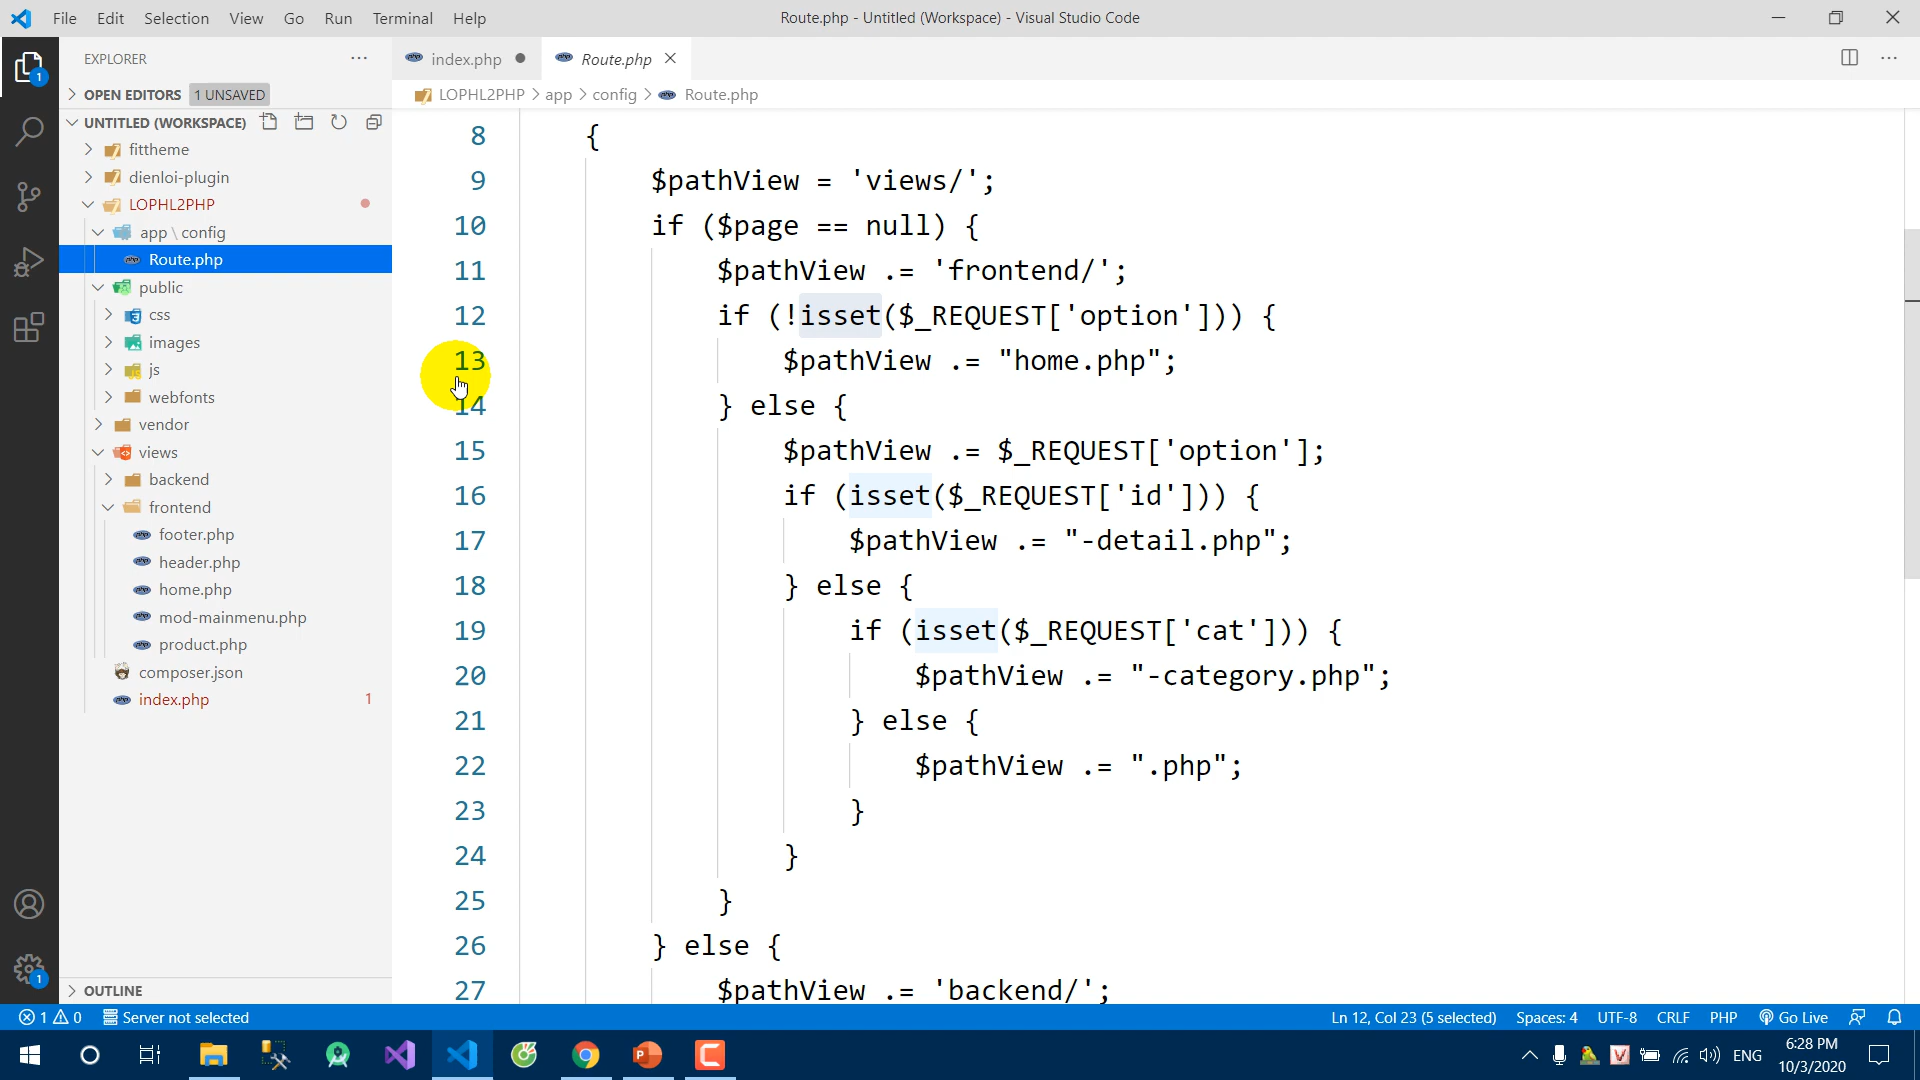 File Edit Selection View Go Run Terminal Help
Route.php - Untitled (Workspace) - Visual Studio Code
EXPLORER
index.php
Route.php
OPEN EDITORS 1 UNSAVED
LOPHL2PHP > app > config > Route.php
UNTITLED (WORKSPACE)
fittheme
dienloi-plugin
LOPHL2PHP
app \ config
Route.php
public
css
images
js
webfonts
vendor
views
backend
frontend
footer.php
header.php
home.php
mod-mainmenu.php
product.php
composer.json
index.php 1
OUTLINE
8 {
9 $pathView = 'views/';
10 if ($page == null) {
11 $pathView .= 'frontend/';
12 if (!isset($_REQUEST['option'])) {
13 $pathView .= "home.php";
14 } else {
15 $pathView .= $_REQUEST['option'];
16 if (isset($_REQUEST['id'])) {
17 $pathView .= "-detail.php";
18 } else {
19 if (isset($_REQUEST['cat'])) {
20 $pathView .= "-category.php";
21 } else {
22 $pathView .= ".php";
23 }
24 }
25 }
26 } else {
27 $pathView .= 'backend/';
1 0 Server not selected
Ln 12, Col 23 (5 selected) Spaces: 4 UTF-8 CRLF PHP Go Live
ENG
6:28 PM
10/3/2020